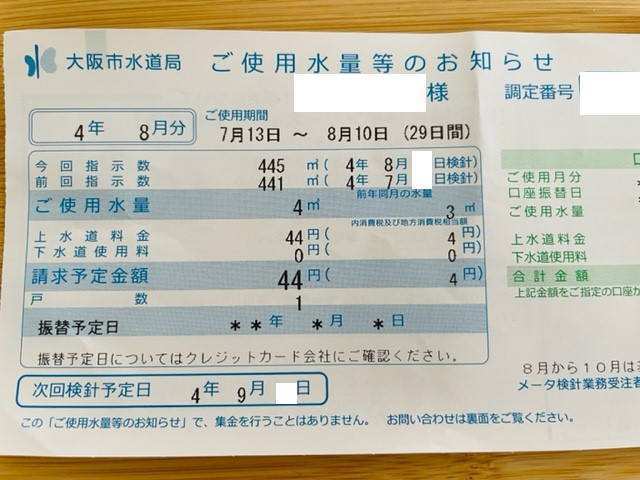 大阪市水道局 ご使用水量等のお知らせ
様 調定番号
4年 8月分
ご使用期間
7月13日 ～ 8月10日 (29日間)
今回指示数 445 ㎥( 4年 8月 日検針)
前回指示数 441 ㎥( 4年 7月 日検針)
前年同月の水量
ご使用水量 4 ㎥ 3 ㎥
内消費税及び地方消費税相当額
上水道料金 44 円( 4 円)
下水道使用料 0 円( 0 円)
請求予定金額 44 円( 4 円)
戸数 1
振替予定日 **年 *月 *日
振替予定日についてはクレジットカード会社にご確認ください。
次回検針予定日 4年 9月 日
この「ご使用水量等のお知らせ」で、集金を行うことはありません。 お問い合わせは裏面をご覧ください。
ご使用月分
口座振替日
ご使用水量
上水道料金
下水道使用料
合計金額
上記金額をご指定の口座か
8月から10月は
メータ検針業務受注者